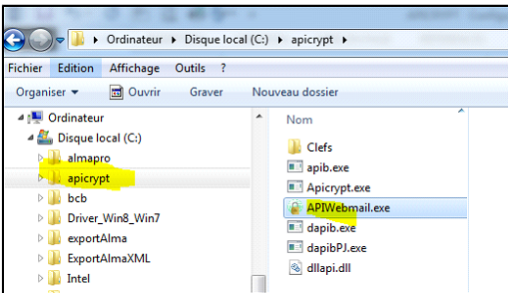 Ordinateur Disque local (C:) apicrypt
Fichier Edition Affichage Outils ?
Organiser Ouvrir Graver Nouveau dossier
Ordinateur
Disque local (C:)
almapro
apicrypt
bcb
Driver_Win8_Win7
exportAlma
ExportAlmaXML
Intel
Nom
Clefs
apib.exe
Apicrypt.exe
APIWebmail.exe
dapib.exe
dapibPJ.exe
dllapi.dll